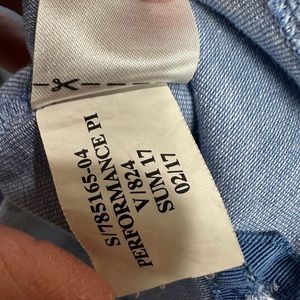 S/785165-04
PERFORMANCE PI
V/824
SUM 17
02/17